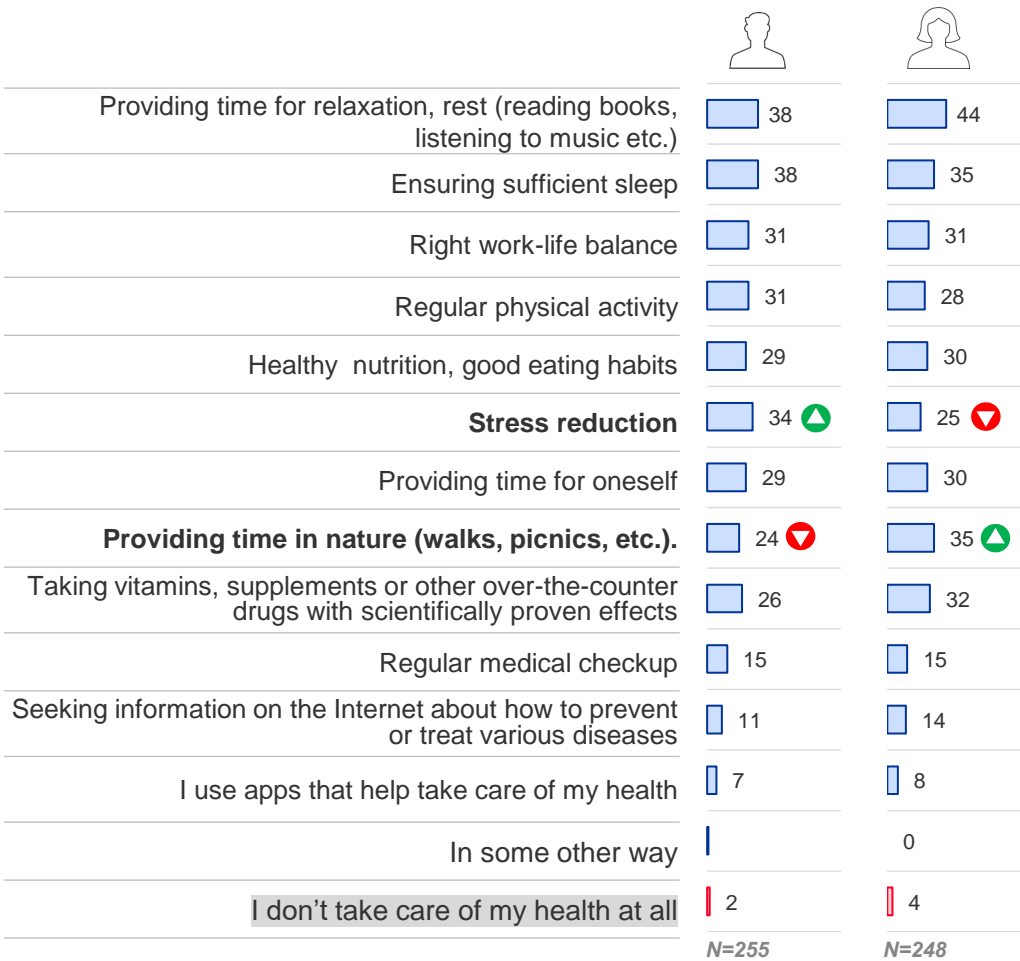 Providing time for relaxation, rest (reading books,
listening to music etc.) 38 44
Ensuring sufficient sleep 38 35
Right work-life balance 31 31
Regular physical activity 31 28
Healthy  nutrition, good eating habits 29 30
Stress reduction 34 25
Providing time for oneself 29 30
Providing time in nature (walks, picnics, etc.). 24 35
Taking vitamins, supplements or other over-the-counter
drugs with scientifically proven effects 26 32
Regular medical checkup 15 15
Seeking information on the Internet about how to prevent
or treat various diseases 11 14
I use apps that help take care of my health 7 8
In some other way 0
I don’t take care of my health at all 2 4
N=255 N=248